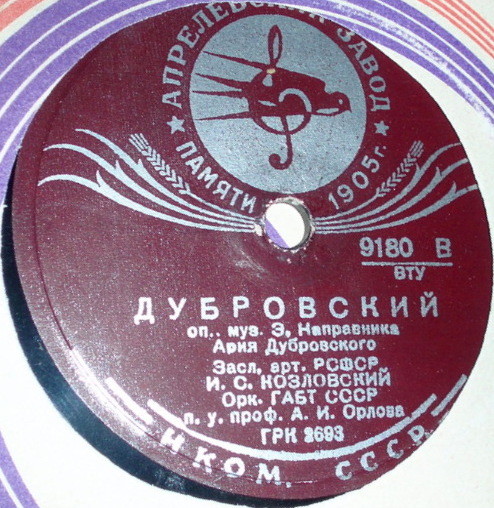 АПРЕЛЕВСКИЙ ЗАВОД
ПАМЯТИ 1905 г.
9180 В
ВТУ
ДУБРОВСКИЙ
оп.. муз. Э. Направника
Ария Дубровского
Засл. арт. РСФСР
И. С. КОЗЛОВСКИЙ
Орк. ГАБТ СССР
п. у. проф. А. И. Орлова
ГРК 2693
НКОМ. СССР